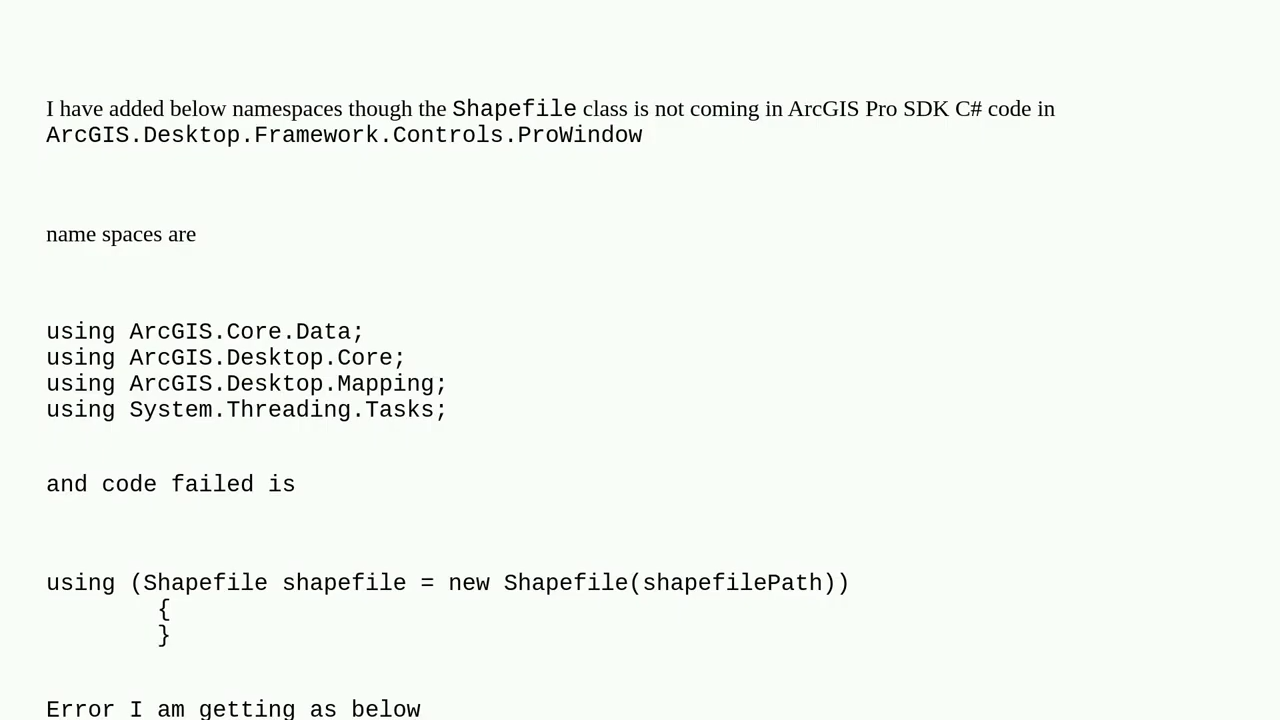 I have added below namespaces though the Shapefile class is not coming in ArcGIS Pro SDK C# code in
ArcGIS.Desktop.Framework.Controls.ProWindow
name spaces are
using ArcGIS.Core.Data;
using ArcGIS.Desktop.Core;
using ArcGIS.Desktop.Mapping;
using System.Threading.Tasks;
and code failed is
using (Shapefile shapefile = new Shapefile(shapefilePath))
{
}
Error I am getting as below